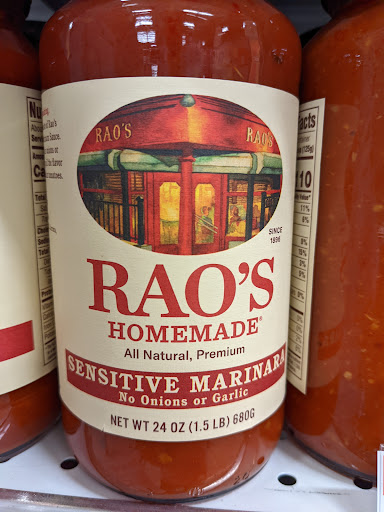 RAO'S
RAO'S
SINCE
1896
RAO'S
HOMEMADE®
All Natural, Premium
SENSITIVE MARINARA
No Onions or Garlic
NET WT 24 OZ (1.5 LB) 680G